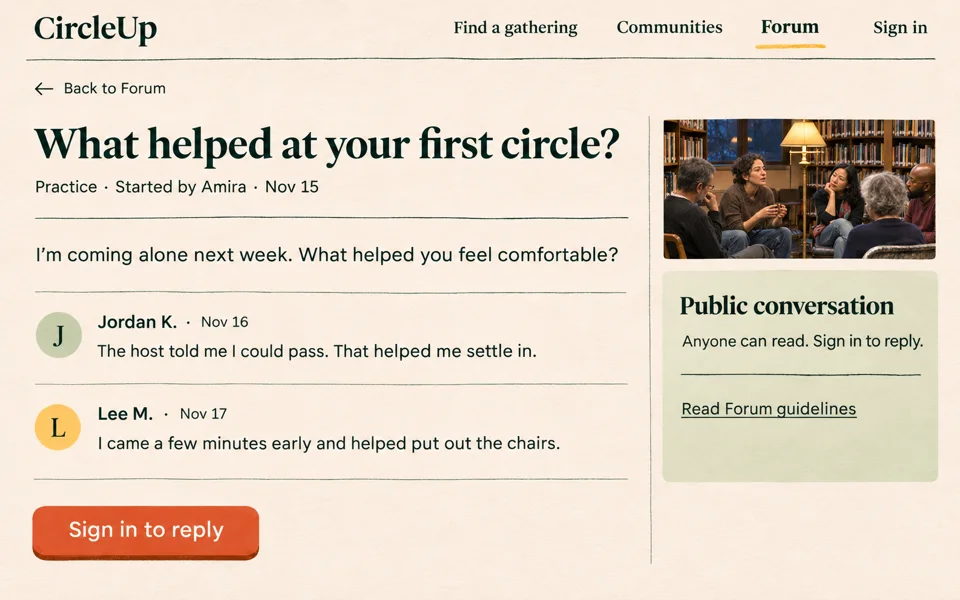 CircleUp
Find a gathering
Communities
Forum
Sign in
← Back to Forum
What helped at your first circle?
Practice · Started by Amira · Nov 15
I’m coming alone next week. What helped you feel comfortable?
J
Jordan K. · Nov 16
The host told me I could pass. That helped me settle in.
L
Lee M. · Nov 17
I came a few minutes early and helped put out the chairs.
Sign in to reply
Public conversation
Anyone can read. Sign in to reply.
Read Forum guidelines